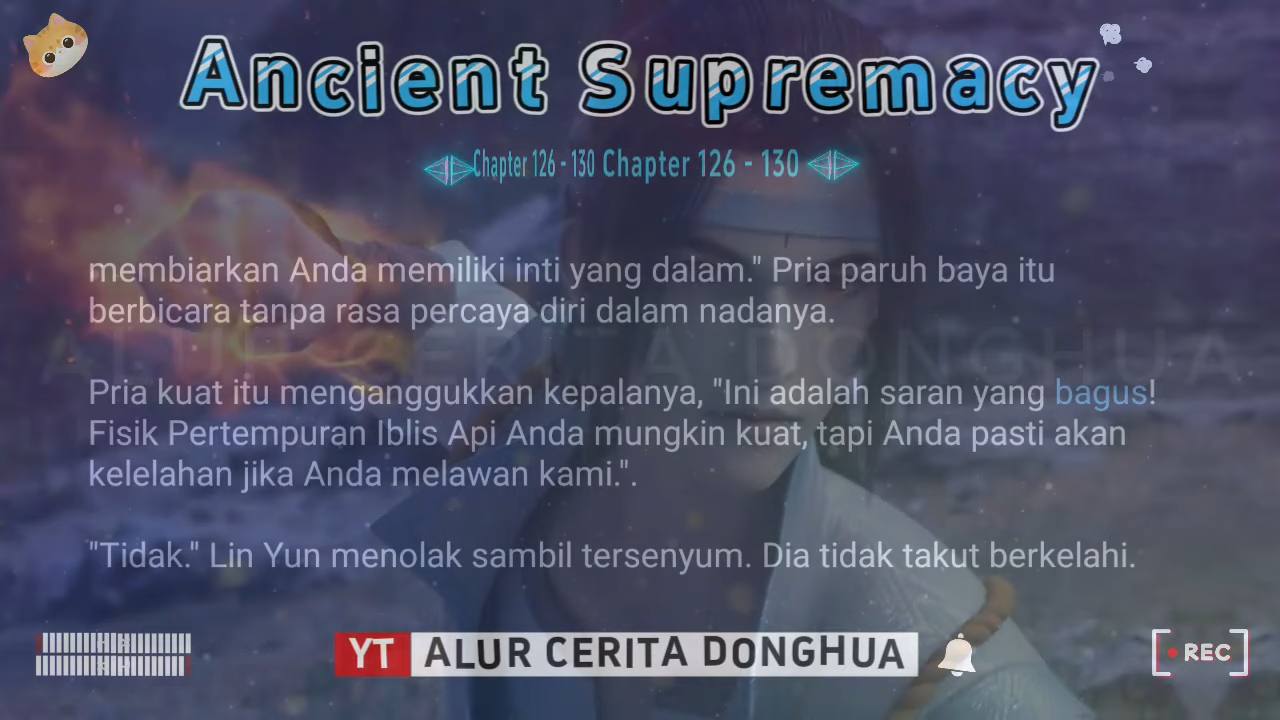 Ancient Supremacy
Chapter 126 - 130 Chapter 126 - 130
membiarkan Anda memiliki inti yang dalam." Pria paruh baya itu
berbicara tanpa rasa percaya diri dalam nadanya.
ALUR CERITA DONGHUA
Pria kuat itu menganggukkan kepalanya, "Ini adalah saran yang bagus!
Fisik Pertempuran Iblis Api Anda mungkin kuat, tapi Anda pasti akan
kelelahan jika Anda melawan kami.".
"Tidak." Lin Yun menolak sambil tersenyum. Dia tidak takut berkelahi.
YT ALUR CERITA DONGHUA
REC